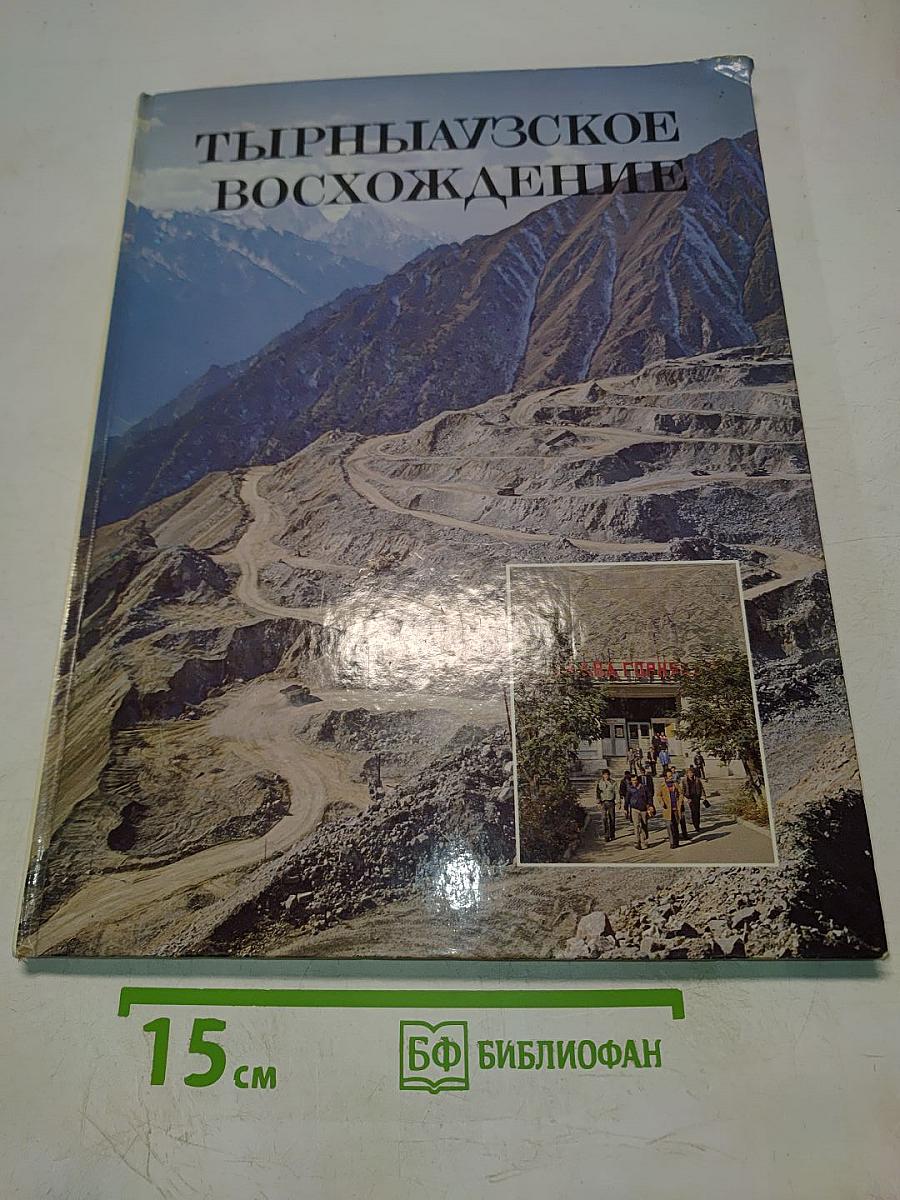 ТЫРНЫАУЗСКОЕ
ВОСХОЖДЕНИЕ
15 см
БФ БИБЛИОФАН